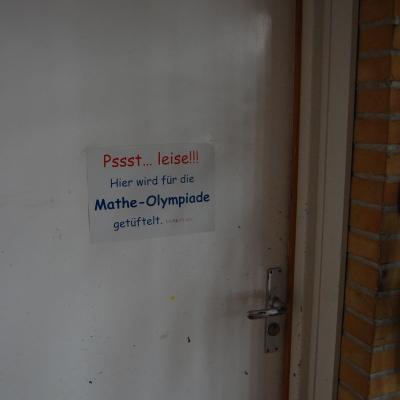 Pssst... leise!!!
Hier wird für die
Mathe-Olympiade
getüftelt.